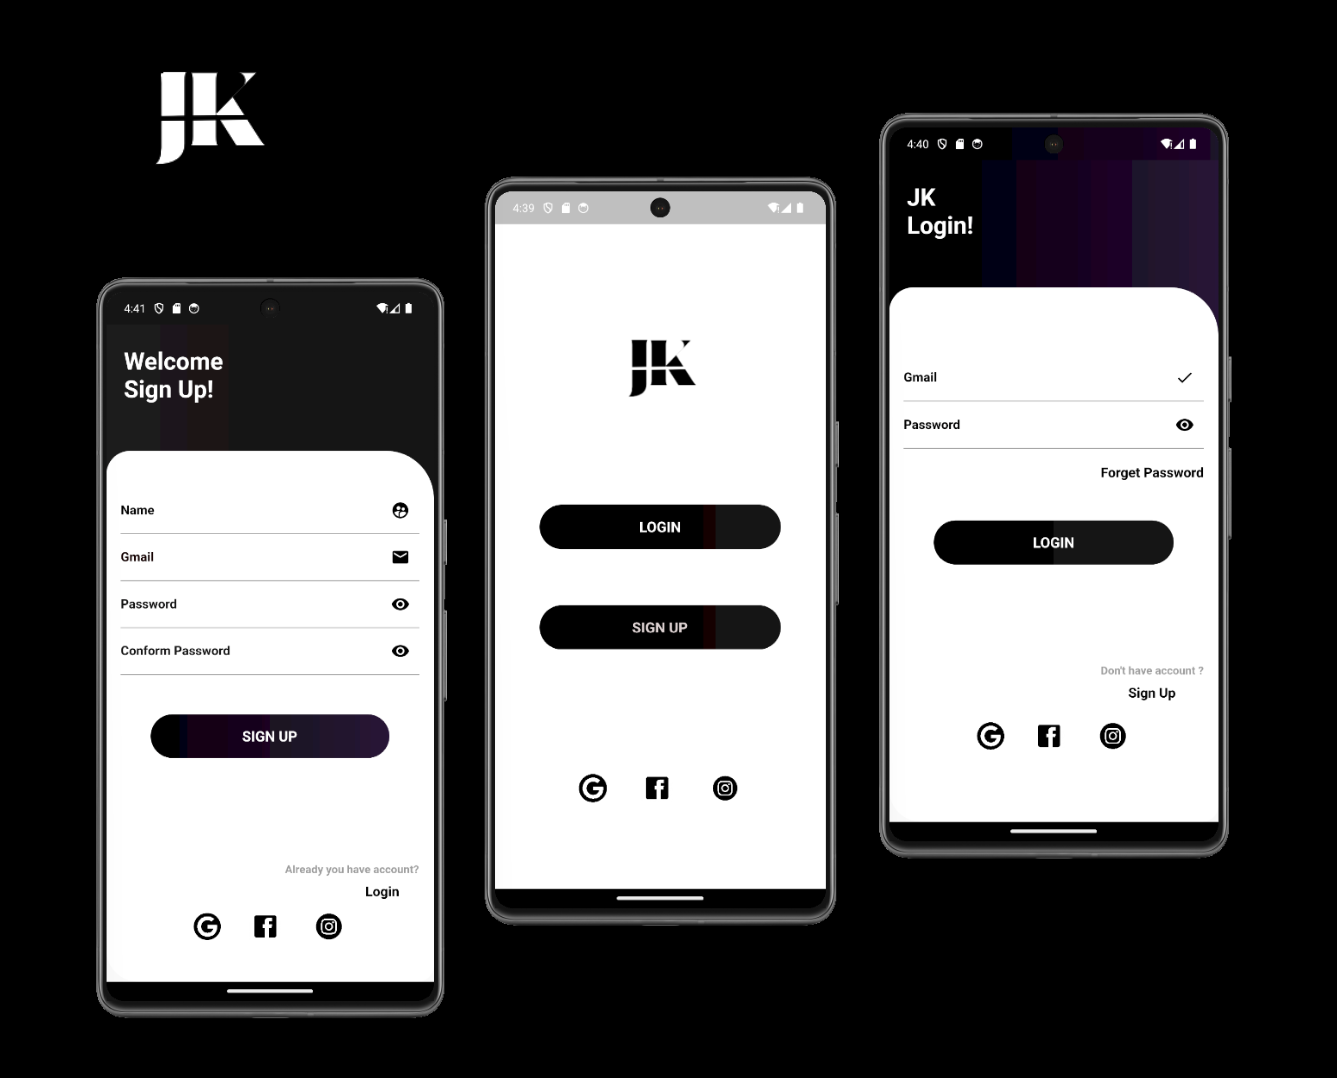 JK
4:41
Welcome
Sign Up!
Name
Gmail
Password
Conform Password
SIGN UP
Already you have account?
Login
4:39
JK
LOGIN
SIGN UP
4:40
JK
Login!
Gmail
Password
Forget Password
LOGIN
Don't have account ?
Sign Up